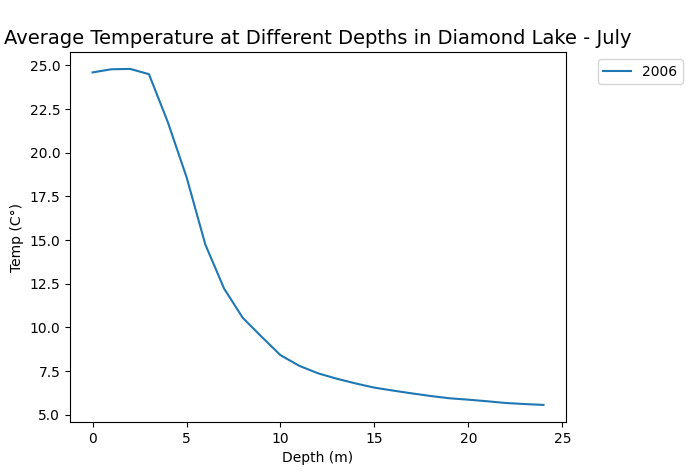 Average Temperature at Different Depths in Diamond Lake - July
2006
25.0
22.5
20.0
17.5
15.0
12.5
10.0
7.5
5.0
Temp (C°)
0 5 10 15 20 25
Depth (m)